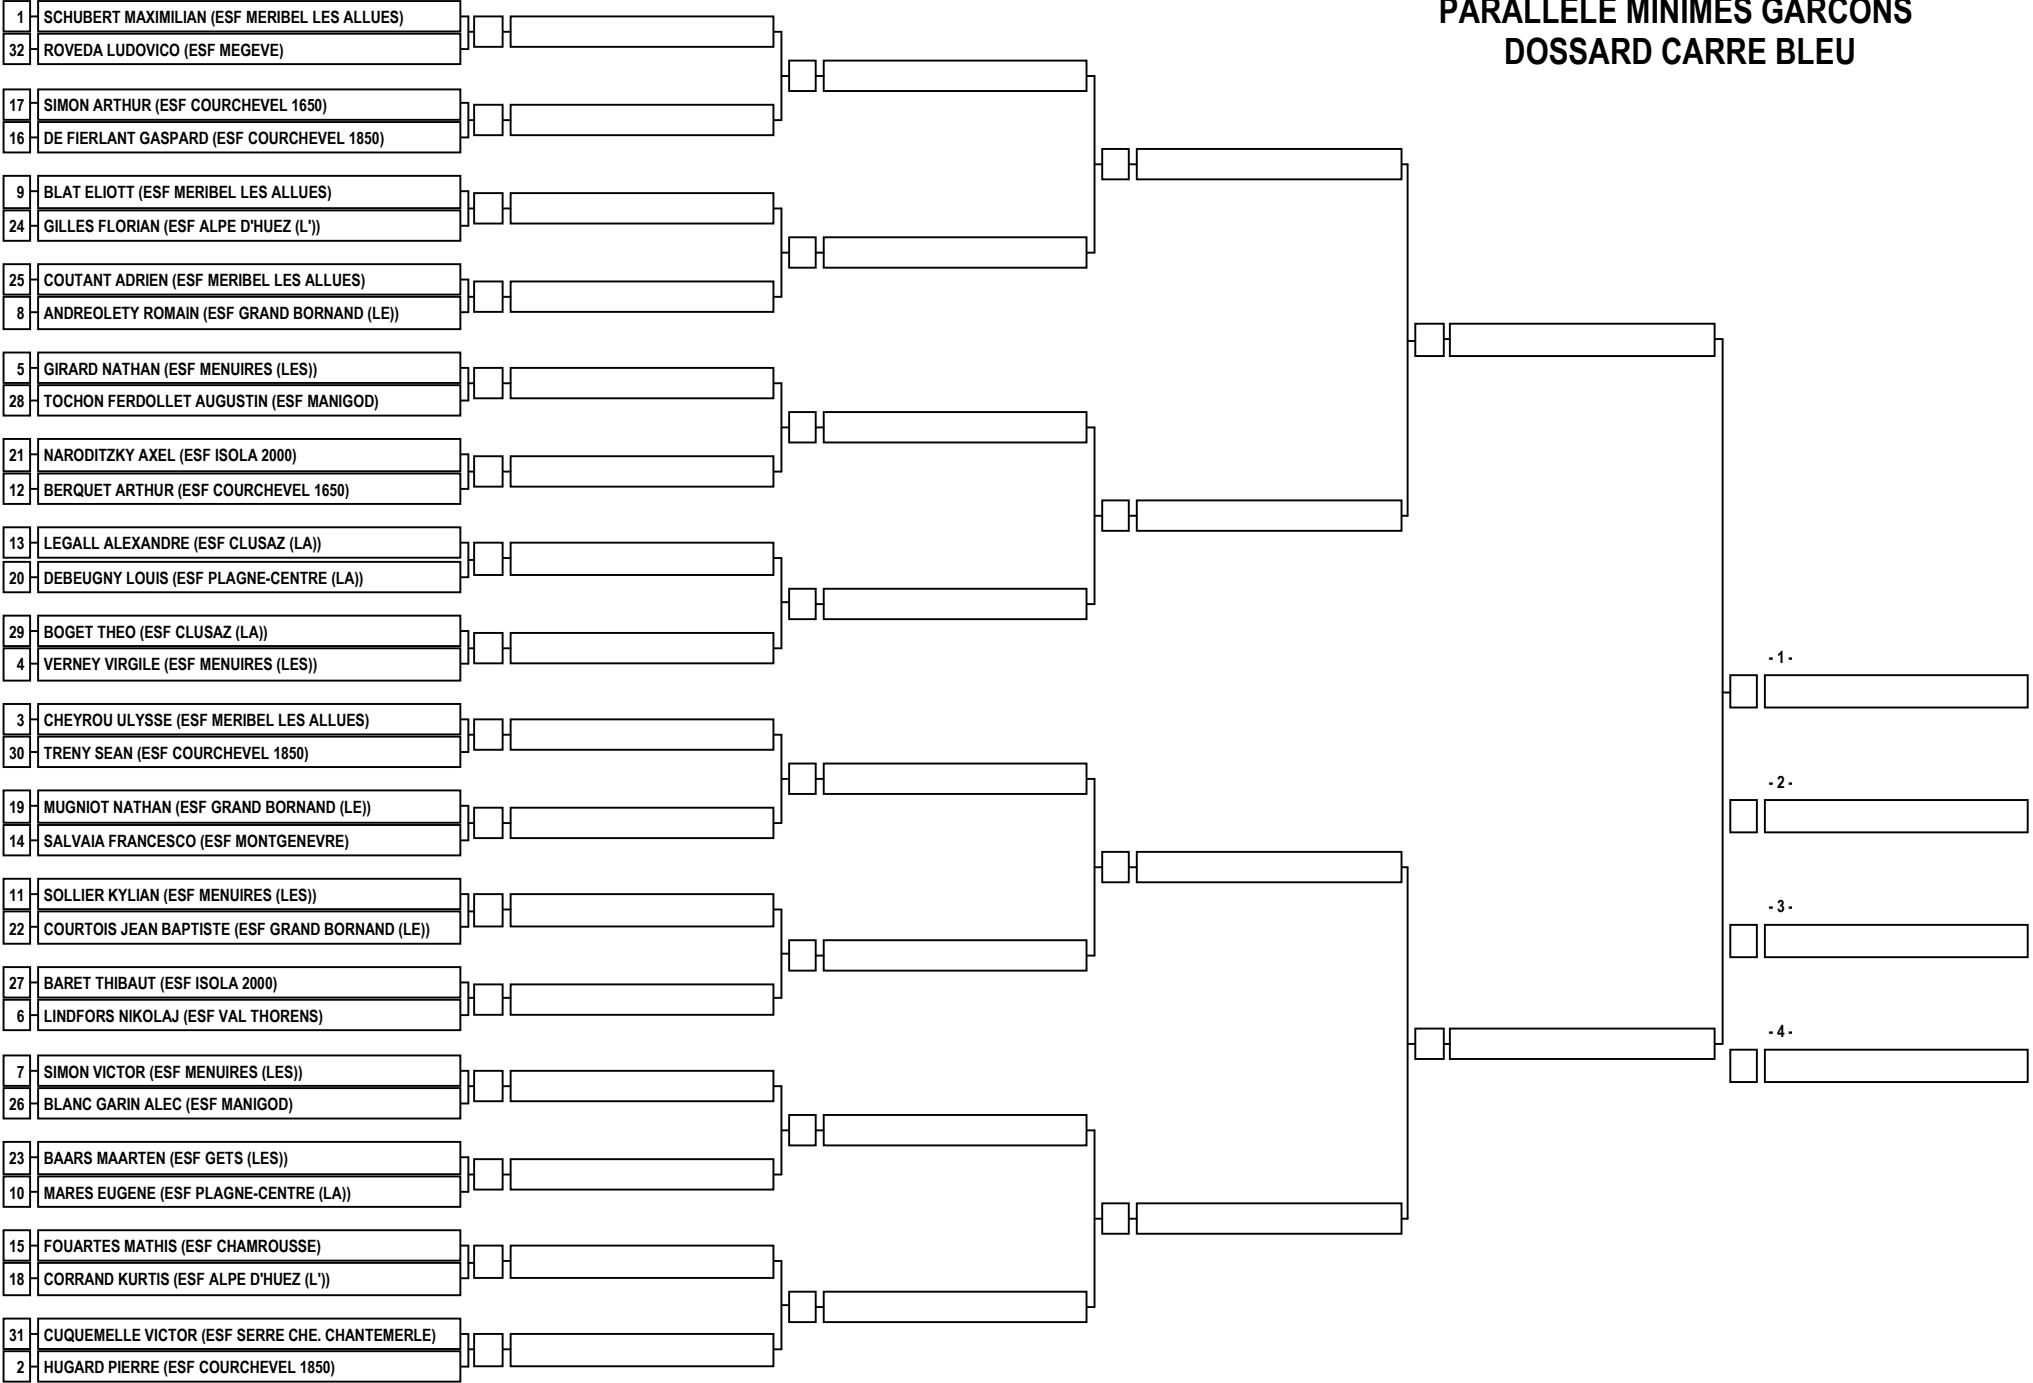 PARALLELE MINIMES GARCONS
DOSSARD CARRE BLEU
1 SCHUBERT MAXIMILIAN (ESF MERIBEL LES ALLUES)
32 ROVEDA LUDOVICO (ESF MEGEVE)
17 SIMON ARTHUR (ESF COURCHEVEL 1650)
16 DE FIERLANT GASPARD (ESF COURCHEVEL 1850)
9 BLAT ELIOTT (ESF MERIBEL LES ALLUES)
24 GILLES FLORIAN (ESF ALPE D'HUEZ (L'))
25 COUTANT ADRIEN (ESF MERIBEL LES ALLUES)
8 ANDREOLETY ROMAIN (ESF GRAND BORNAND (LE))
5 GIRARD NATHAN (ESF MENUIRES (LES))
28 TOCHON FERDOLLET AUGUSTIN (ESF MANIGOD)
21 NARODITZKY AXEL (ESF ISOLA 2000)
12 BERQUET ARTHUR (ESF COURCHEVEL 1650)
13 LEGALL ALEXANDRE (ESF CLUSAZ (LA))
20 DEBEUGNY LOUIS (ESF PLAGNE-CENTRE (LA))
29 BOGET THEO (ESF CLUSAZ (LA))
4 VERNEY VIRGILE (ESF MENUIRES (LES))
3 CHEYROU ULYSSE (ESF MERIBEL LES ALLUES)
30 TRENY SEAN (ESF COURCHEVEL 1850)
19 MUGNIOT NATHAN (ESF GRAND BORNAND (LE))
14 SALVAIA FRANCESCO (ESF MONTGENEVRE)
11 SOLLIER KYLIAN (ESF MENUIRES (LES))
22 COURTOIS JEAN BAPTISTE (ESF GRAND BORNAND (LE))
27 BARET THIBAUT (ESF ISOLA 2000)
6 LINDFORS NIKOLAJ (ESF VAL THORENS)
7 SIMON VICTOR (ESF MENUIRES (LES))
26 BLANC GARIN ALEC (ESF MANIGOD)
23 BAARS MAARTEN (ESF GETS (LES))
10 MARES EUGENE (ESF PLAGNE-CENTRE (LA))
15 FOUARTES MATHIS (ESF CHAMROUSSE)
18 CORRAND KURTIS (ESF ALPE D'HUEZ (L'))
31 CUQUEMELLE VICTOR (ESF SERRE CHE. CHANTEMERLE)
2 HUGARD PIERRE (ESF COURCHEVEL 1850)
- 1 -
- 2 -
- 3 -
- 4 -